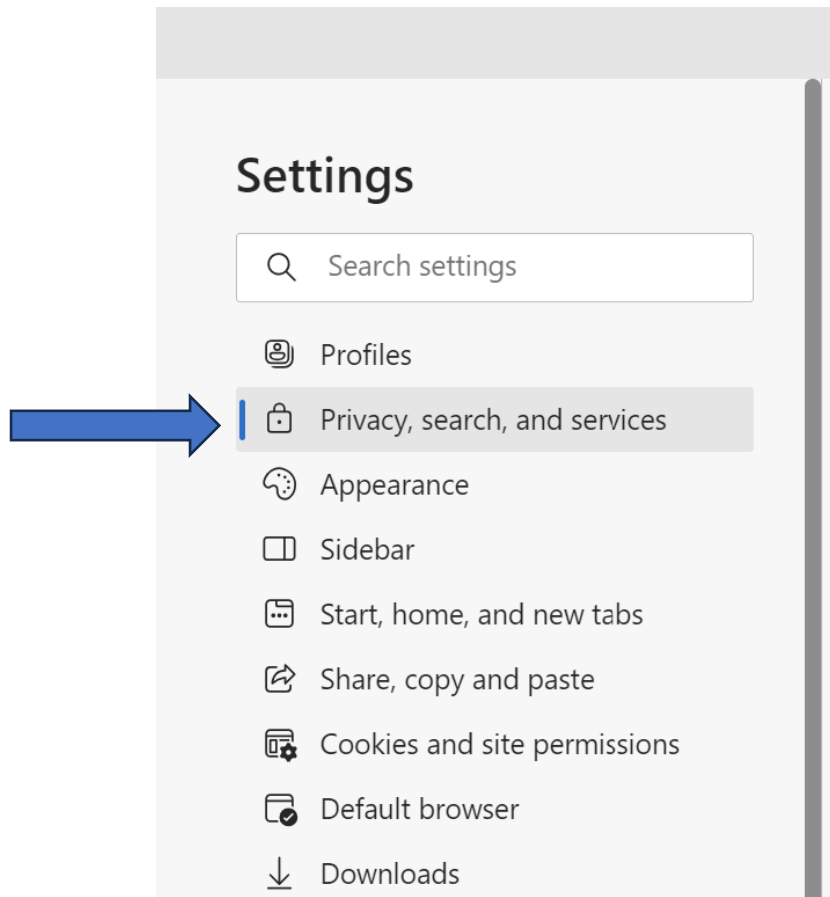 Settings
Search settings
Profiles
Privacy, search, and services
Appearance
Sidebar
Start, home, and new tabs
Share, copy and paste
Cookies and site permissions
Default browser
Downloads